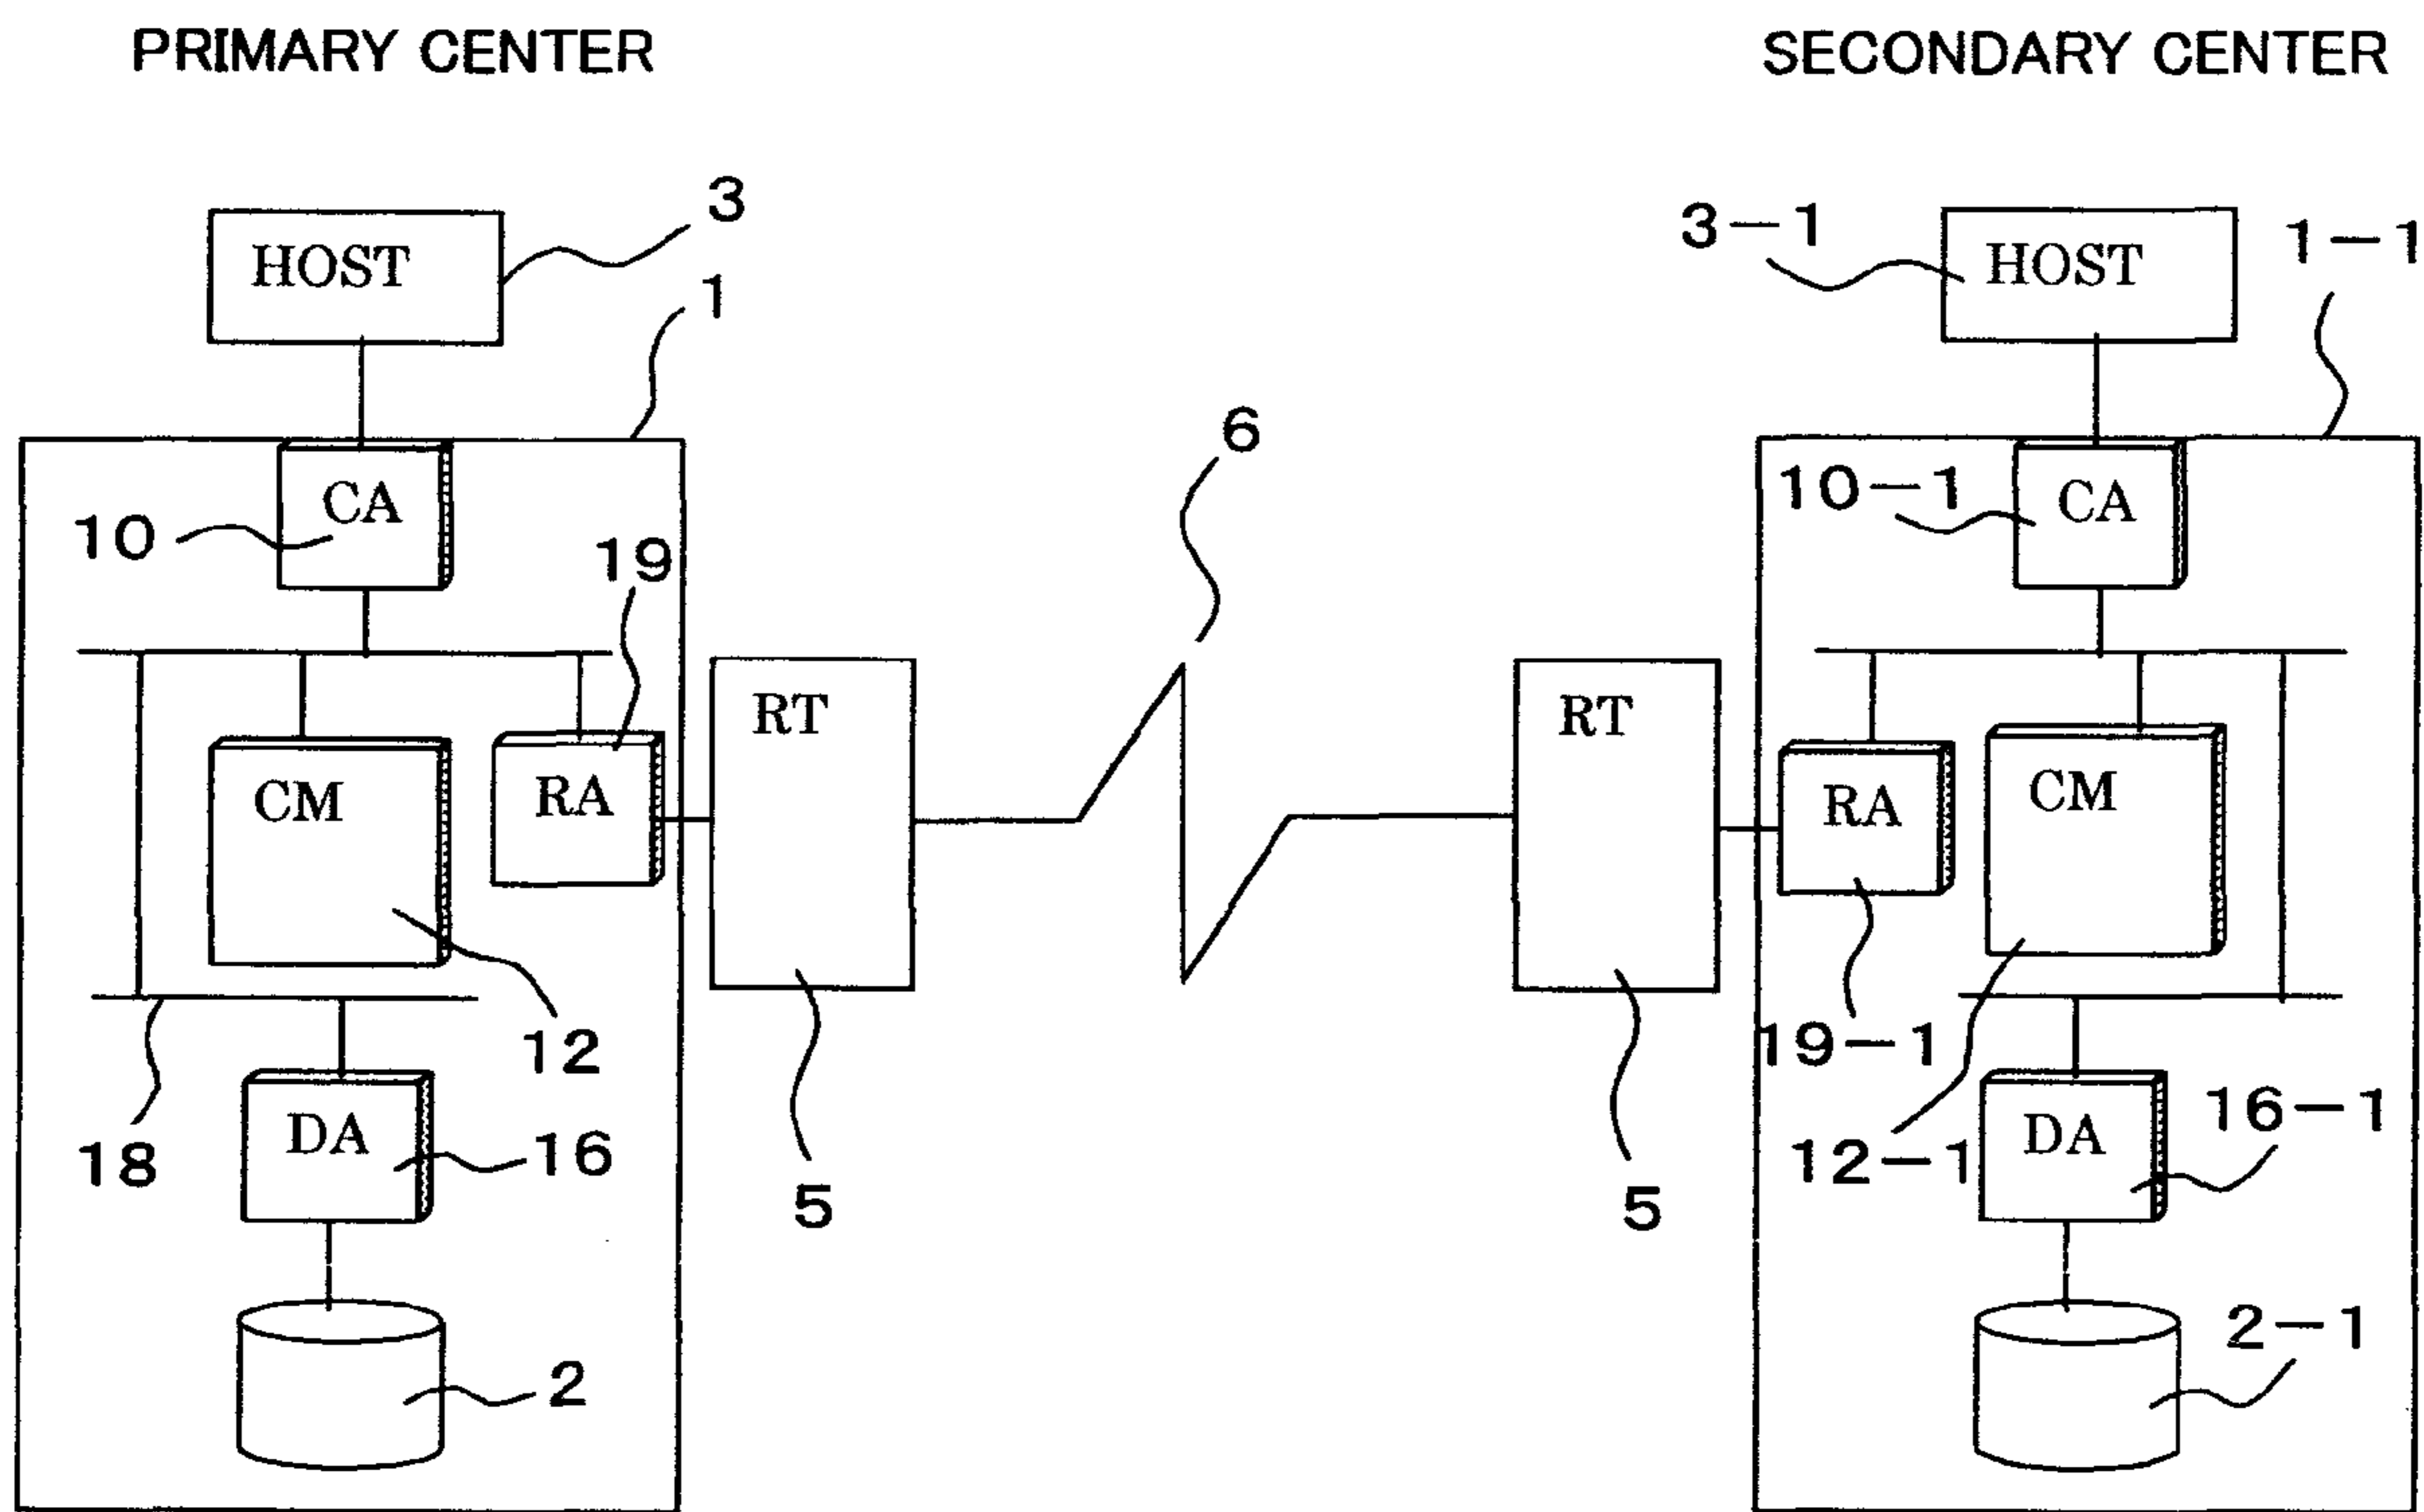 PRIMARY CENTER
SECONDARY CENTER
HOST
3
1
CA
10
19
CM
RA
RT
12
18
DA
16
5
2
6
3-1
HOST
1-1
10-1
CA
RT
RA
CM
5
19-1
12-1
DA
16-1
2-1